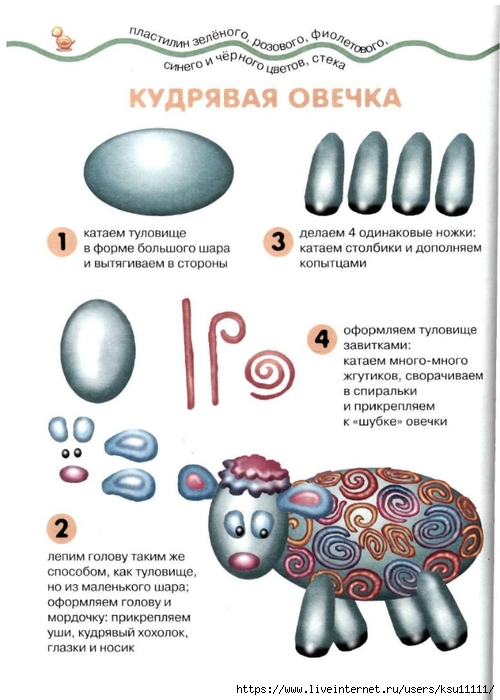 пластилин зелёного, розового, фиолетового,
синего и чёрного цветов, стека
КУДРЯВАЯ ОВЕЧКА
1
катаем туловище
в форме большого шара
и вытягиваем в стороны
3
делаем 4 одинаковые ножки:
катаем столбики и дополняем
копытцами
4
оформляем туловище
завитками:
катаем много-много
жгутиков, сворачиваем
в спиральки
и прикрепляем
к «шубке» овечки
2
лепим голову таким же
способом, как туловище,
но из маленького шара;
оформляем голову и
мордочку: прикрепляем
уши, кудрявый хохолок,
глазки и носик
https://www.liveinternet.ru/users/ksu11111/